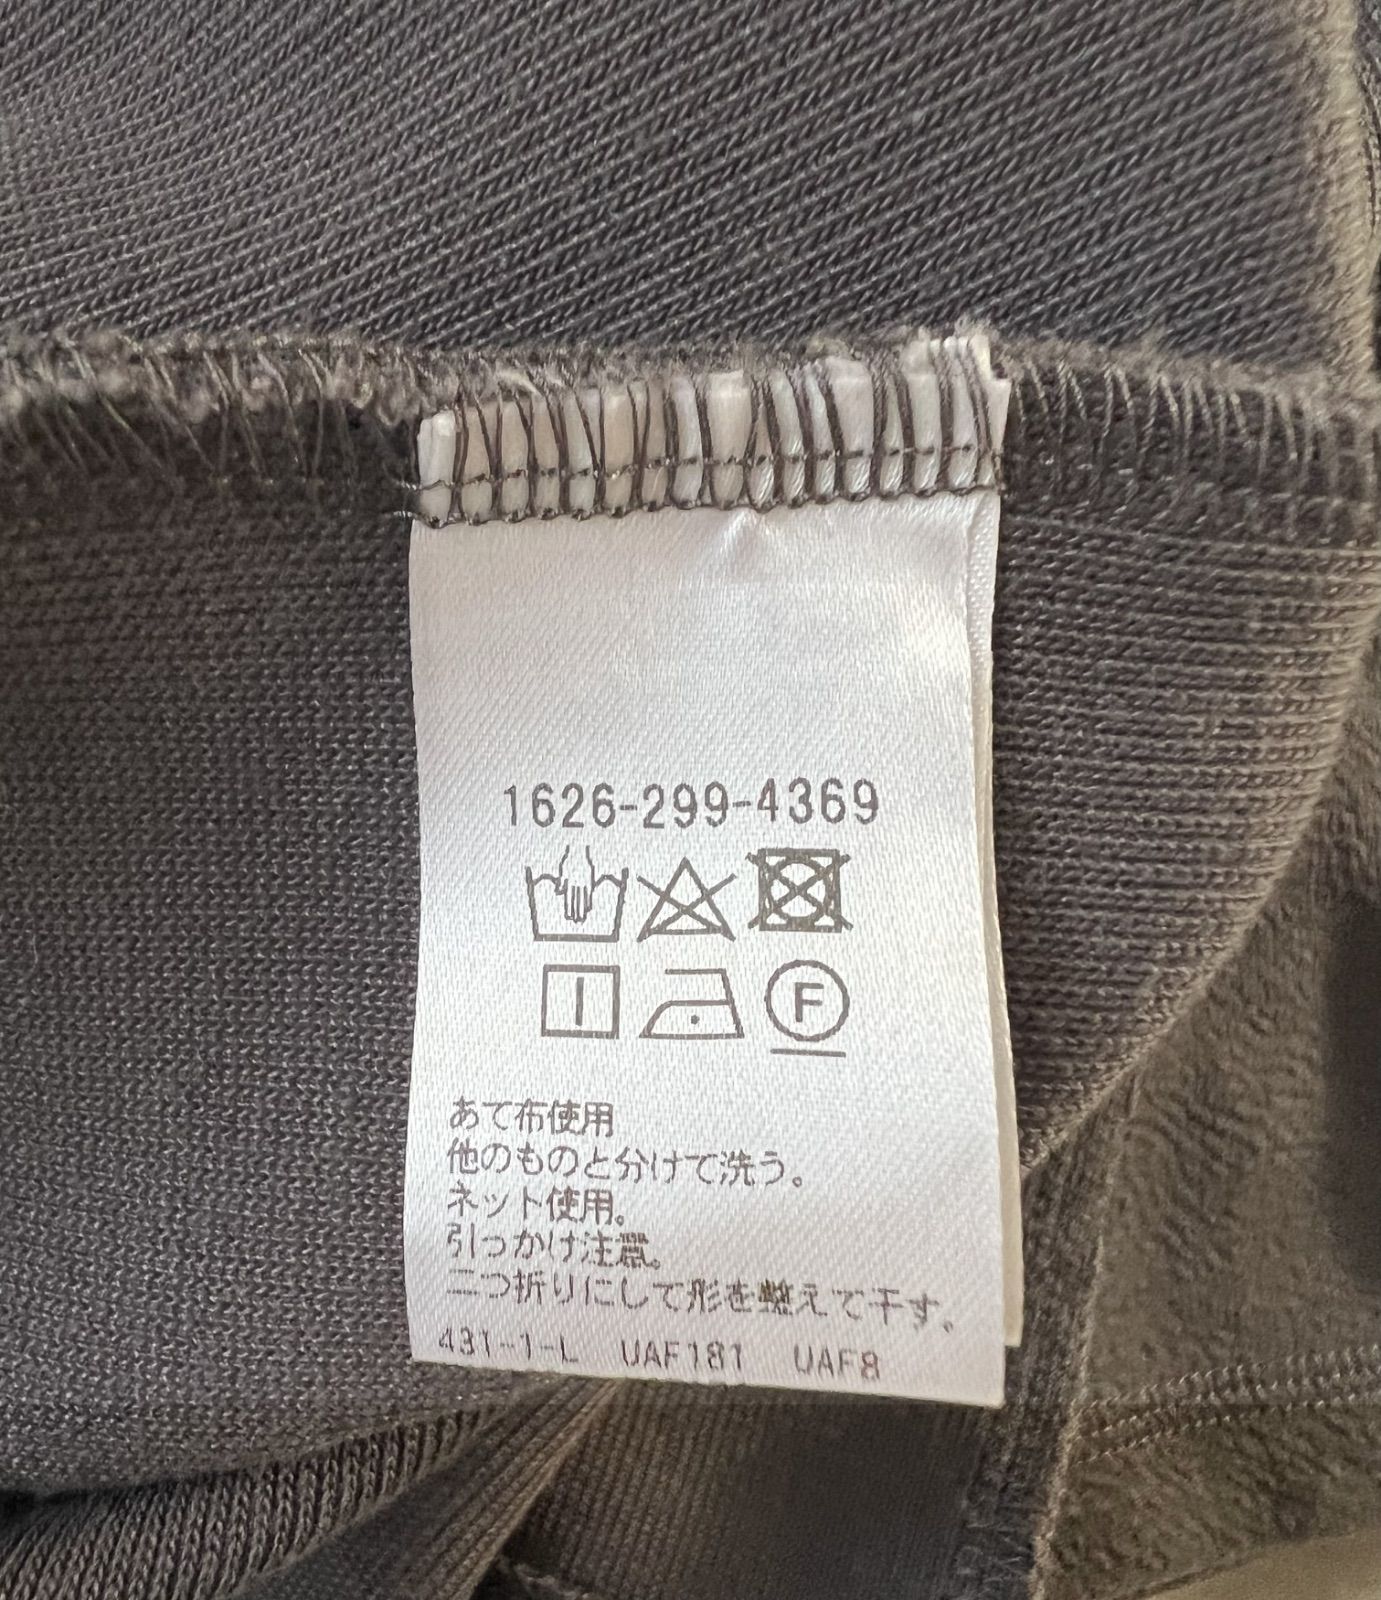 1626-299-4369
F
あて布使用
他のものと分けて洗う。
ネット使用。
引っかけ注意。
二つ折りにして形を整えて干す。
431-1-L UAF181 UAF8